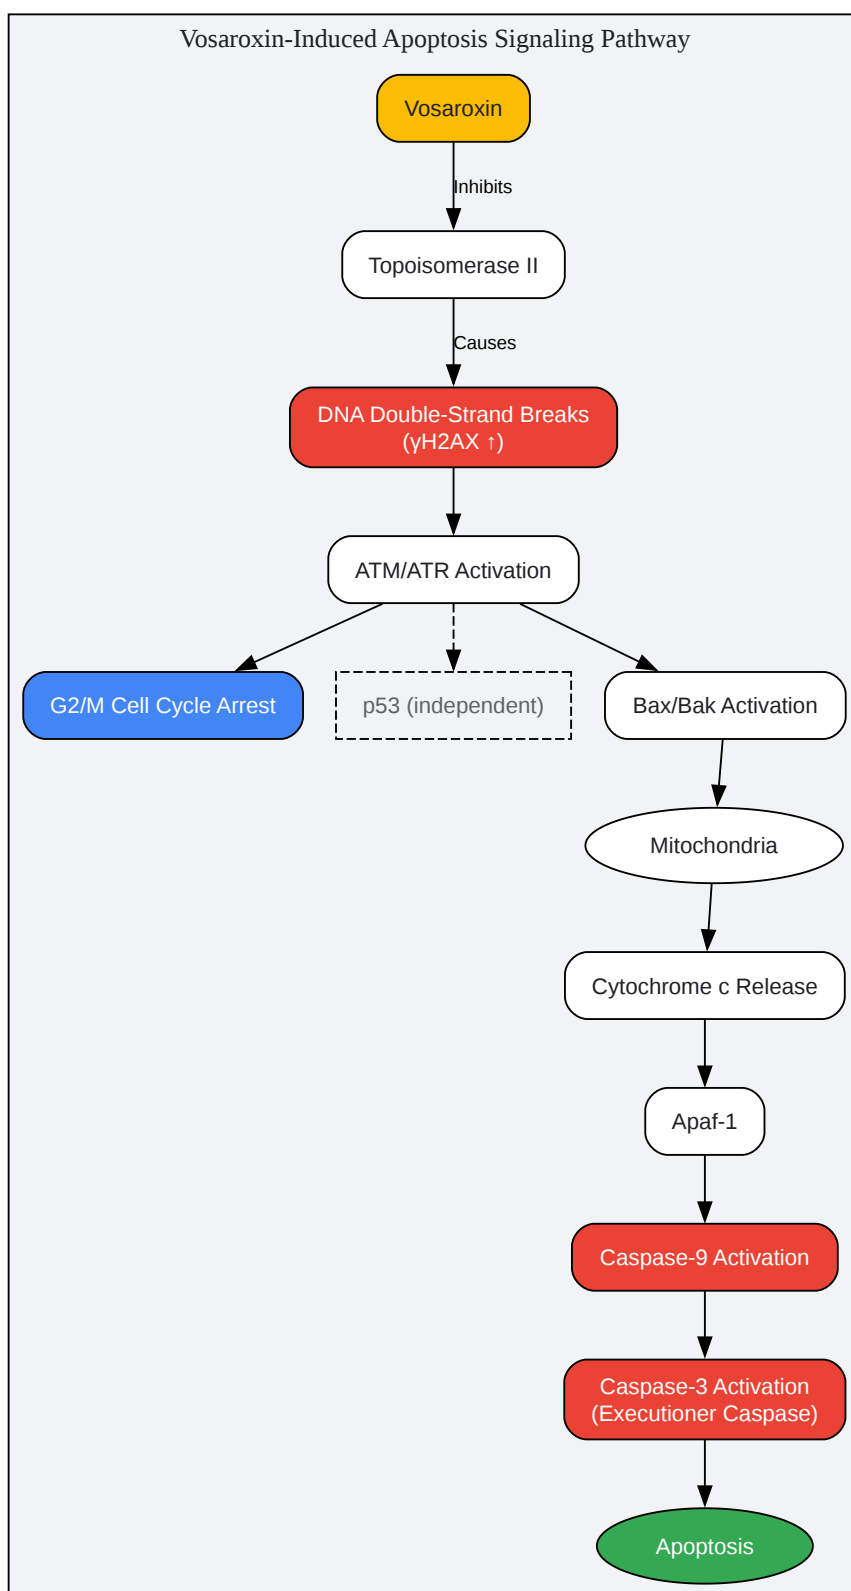 Vosaroxin-Induced Apoptosis Signaling Pathway
Vosaroxin
Inhibits
Topoisomerase II
Causes
DNA Double-Strand Breaks
(γH2AX ↑)
ATM/ATR Activation
G2/M Cell Cycle Arrest
p53 (independent)
Bax/Bak Activation
Mitochondria
Cytochrome c Release
Apaf-1
Caspase-9 Activation
Caspase-3 Activation
(Executioner Caspase)
Apoptosis